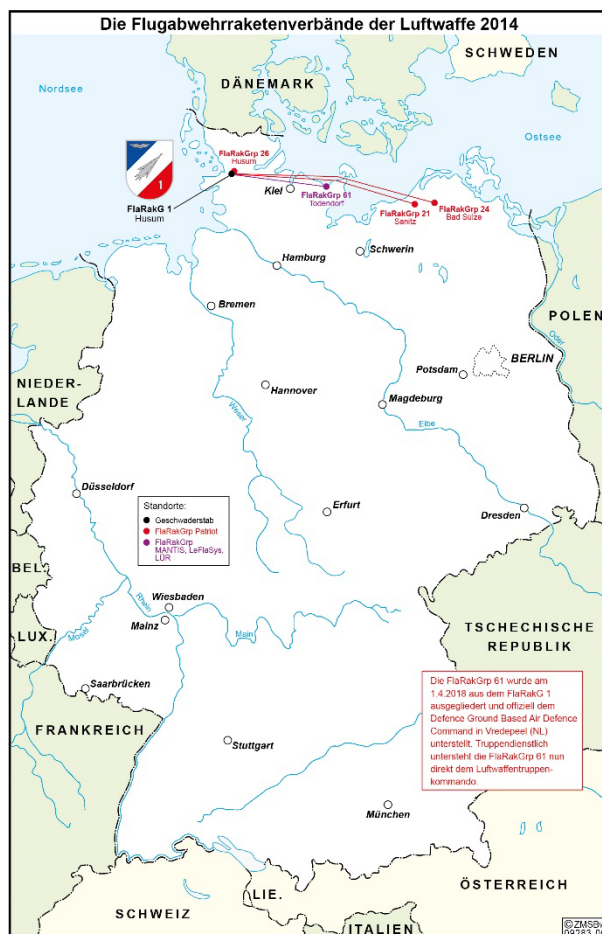 Die Flugabwehrraketenverbände der Luftwaffe 2014
SCHWEDEN
Nordsee
DÄNEMARK
Ostsee
1
FlaRakGrp 26
Husum
Kiel
FlaRakGrp 61
Todendorf
FlaRakG 1
Husum
FlaRakGrp 21
Sanitz
FlaRakGrp 24
Bad Sülze
Schwerin
Hamburg
Bremen
POLEN
Oder
BERLIN
Potsdam
NIEDER-
LANDE
Hannover
Weser
Magdeburg
Elbe
Düsseldorf
Standorte:
Geschwaderstab
FlaRakGrp Patriot
FlaRakGrp
MANTIS, LeFlaSys,
LÜR
Erfurt
Dresden
BEL.
Rhein
Wiesbaden
Mainz
Main
Mosel
LUX.
TSCHECHISCHE
REPUBLIK
Saarbrücken
Die FlaRakGrp 61 wurde am
1.4.2018 aus dem FlaRakG 1
ausgegliedert und offiziell dem
Defence Ground Based Air Defence
Command in Vredepeel (NL)
unterstellt. Truppendienstlich
untersteht die FlaRakGrp 61 nun
direkt dem Luftwaffentruppen-
kommando.
FRANKREICH
Stuttgart
München
LIE.
ÖSTERREICH
SCHWEIZ
ITALIEN